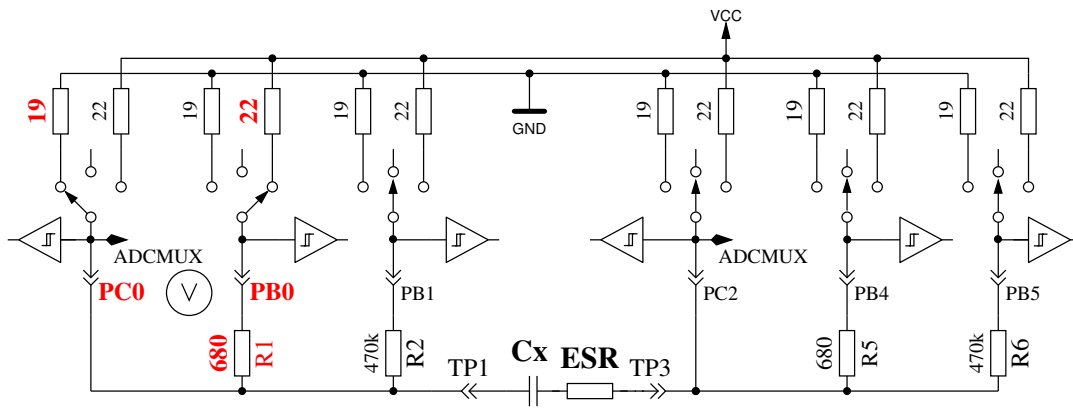 VCC
19
22
19
22
19
22
19
22
19
22
19
22
GND
ADCMUX
ADCMUX
PC0
V
PB0
PB1
PC2
PB4
PB5
680
R1
470k
R2
680
R5
470k
R6
TP1
Cx
ESR
TP3